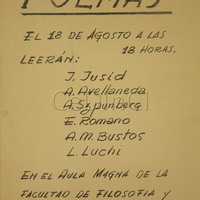 POEMAS
EL 18 DE AGOSTO A LAS
18 HORAS,
LEERÁN:
J. JUSID
A. AVELLANEDA
A. SZPUNBERG
E. ROMANO
A.M. BUSTOS
L. LUCHI
EN EL AULA MAGNA DE LA
FACULTAD DE FILOSOFIA Y